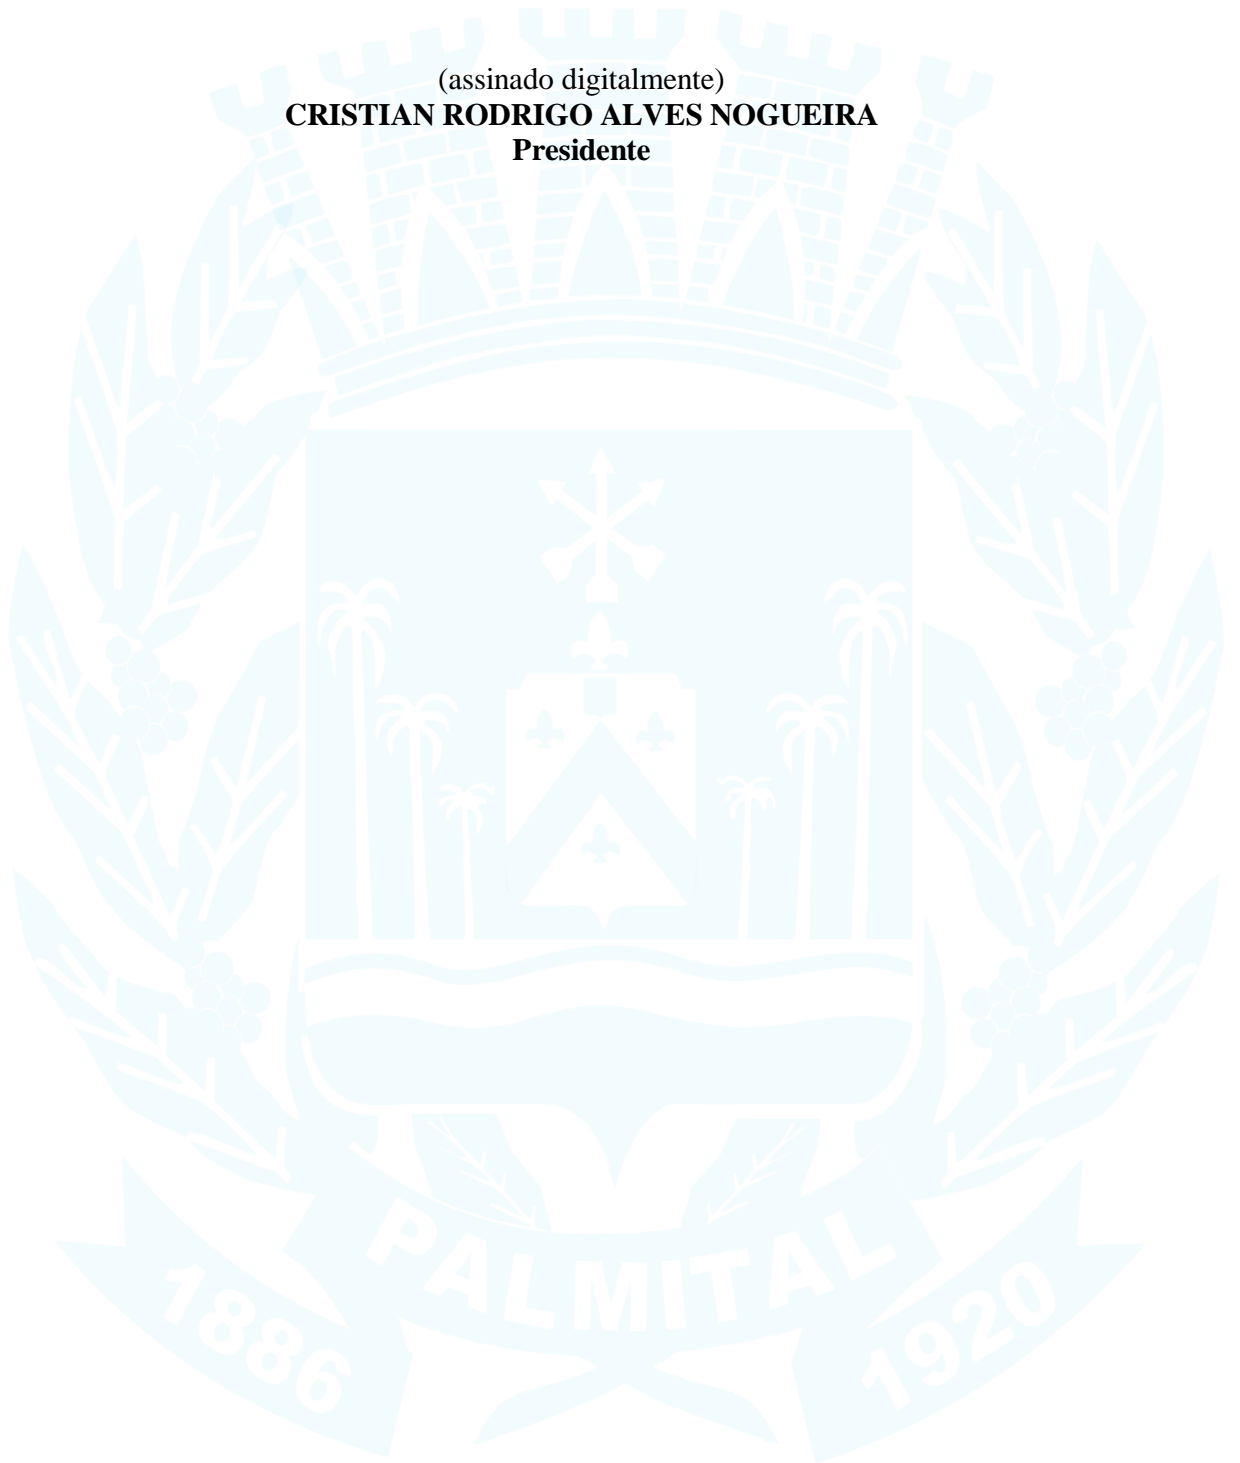 (assinado digitalmente)
CRISTIAN RODRIGO ALVES NOGUEIRA
Presidente
PALMITAL
1886
1920